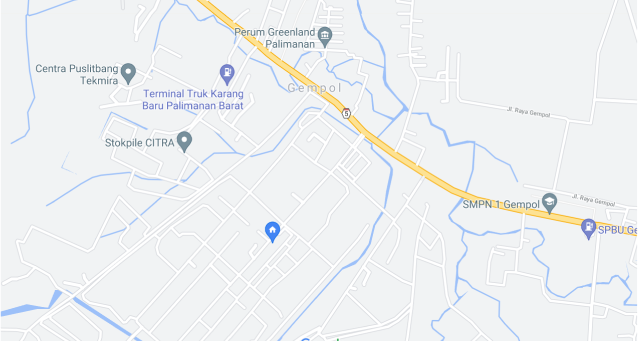 Perum Greenland
Palimanan
Centra Puslitbang
Tekmira
Terminal Truk Karang
Baru Palimanan Barat
Gempol
5
Jl. Raya Gempol
Stokpile CITRA
Jl. Raya Gempol
SMPN 1 Gempol
SPBU Ge